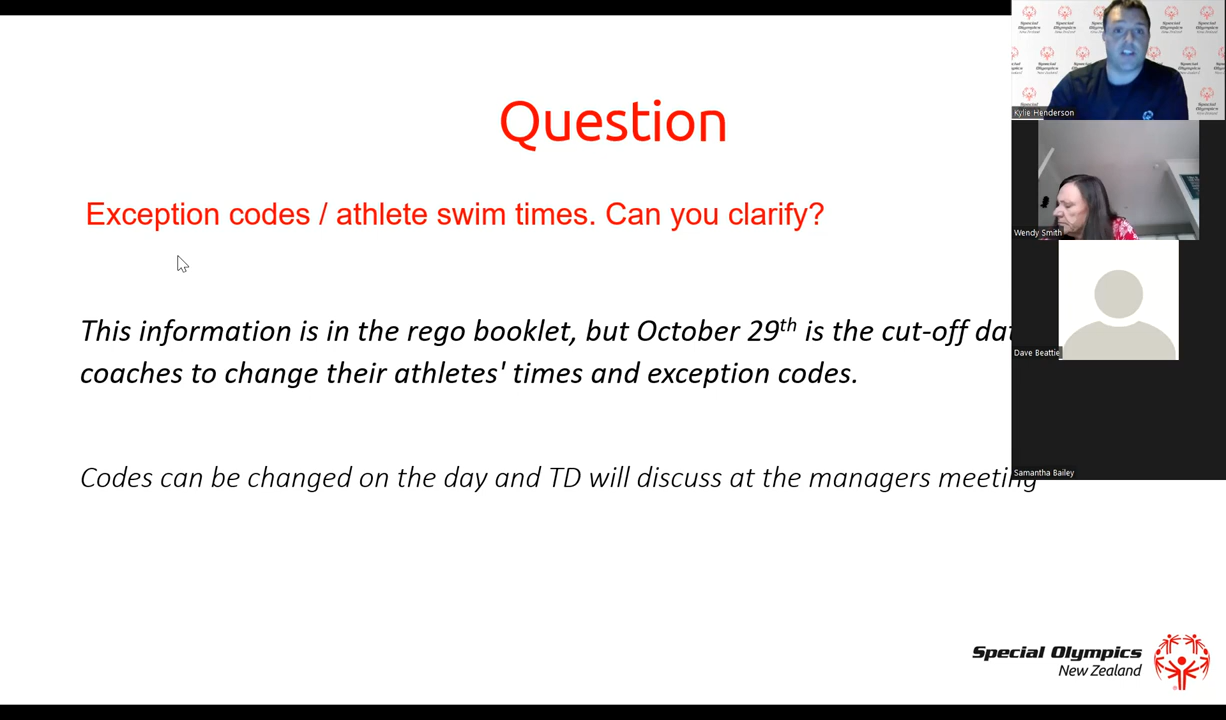 Question
Exception codes / athlete swim times. Can you clarify?
This information is in the rego booklet, but October 29th is the cut-off
coaches to change their athletes' times and exception codes.
Codes can be changed on the day and TD will discuss at the managers meeting
Kylie Henderson
Wendy Smith
Dave Beattie
Samantha Bailey
Special Olympics
New Zealand